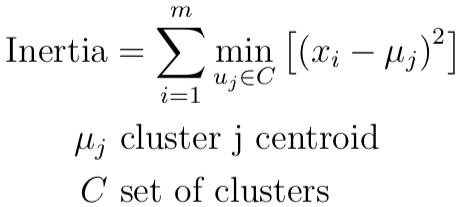 Inertia = \sum_{i=1}^{m} \min_{u_j \in C} [(x_i - \mu_j)^2]
\mu_j cluster j centroid
C set of clusters